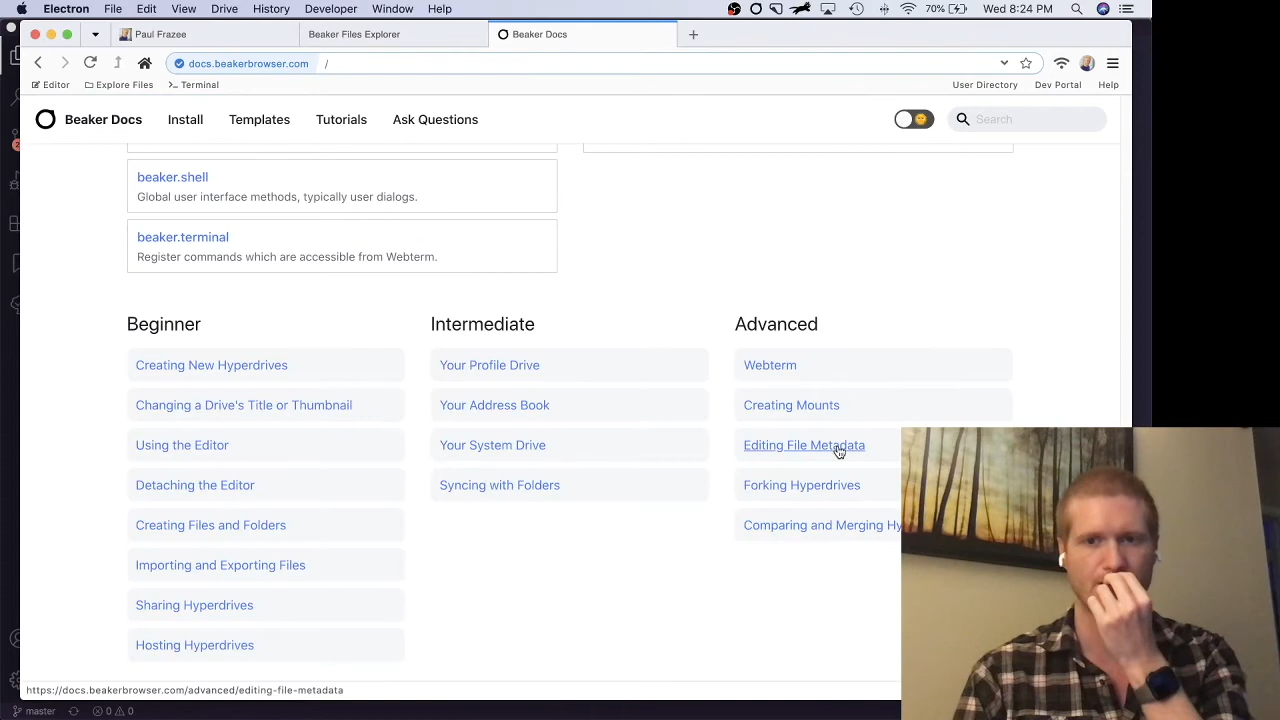 Electron File Edit View Drive History Developer Window Help 70% Wed 8:24 PM
Paul Frazee Beaker Files Explorer Beaker Docs
docs.beakerbrowser.com /
Editor Explore Files Terminal User Directory Dev Portal Help
Beaker Docs Install Templates Tutorials Ask Questions Search
beaker.shell
Global user interface methods, typically user dialogs.
beaker.terminal
Register commands which are accessible from Webterm.
Beginner
Creating New Hyperdrives
Changing a Drive's Title or Thumbnail
Using the Editor
Detaching the Editor
Creating Files and Folders
Importing and Exporting Files
Sharing Hyperdrives
Hosting Hyperdrives
Intermediate
Your Profile Drive
Your Address Book
Your System Drive
Syncing with Folders
Advanced
Webterm
Creating Mounts
Editing File Metadata
Forking Hyperdrives
Comparing and Merging Hy
https://docs.beakerbrowser.com/advanced/editing-file-metadata
master 0 0